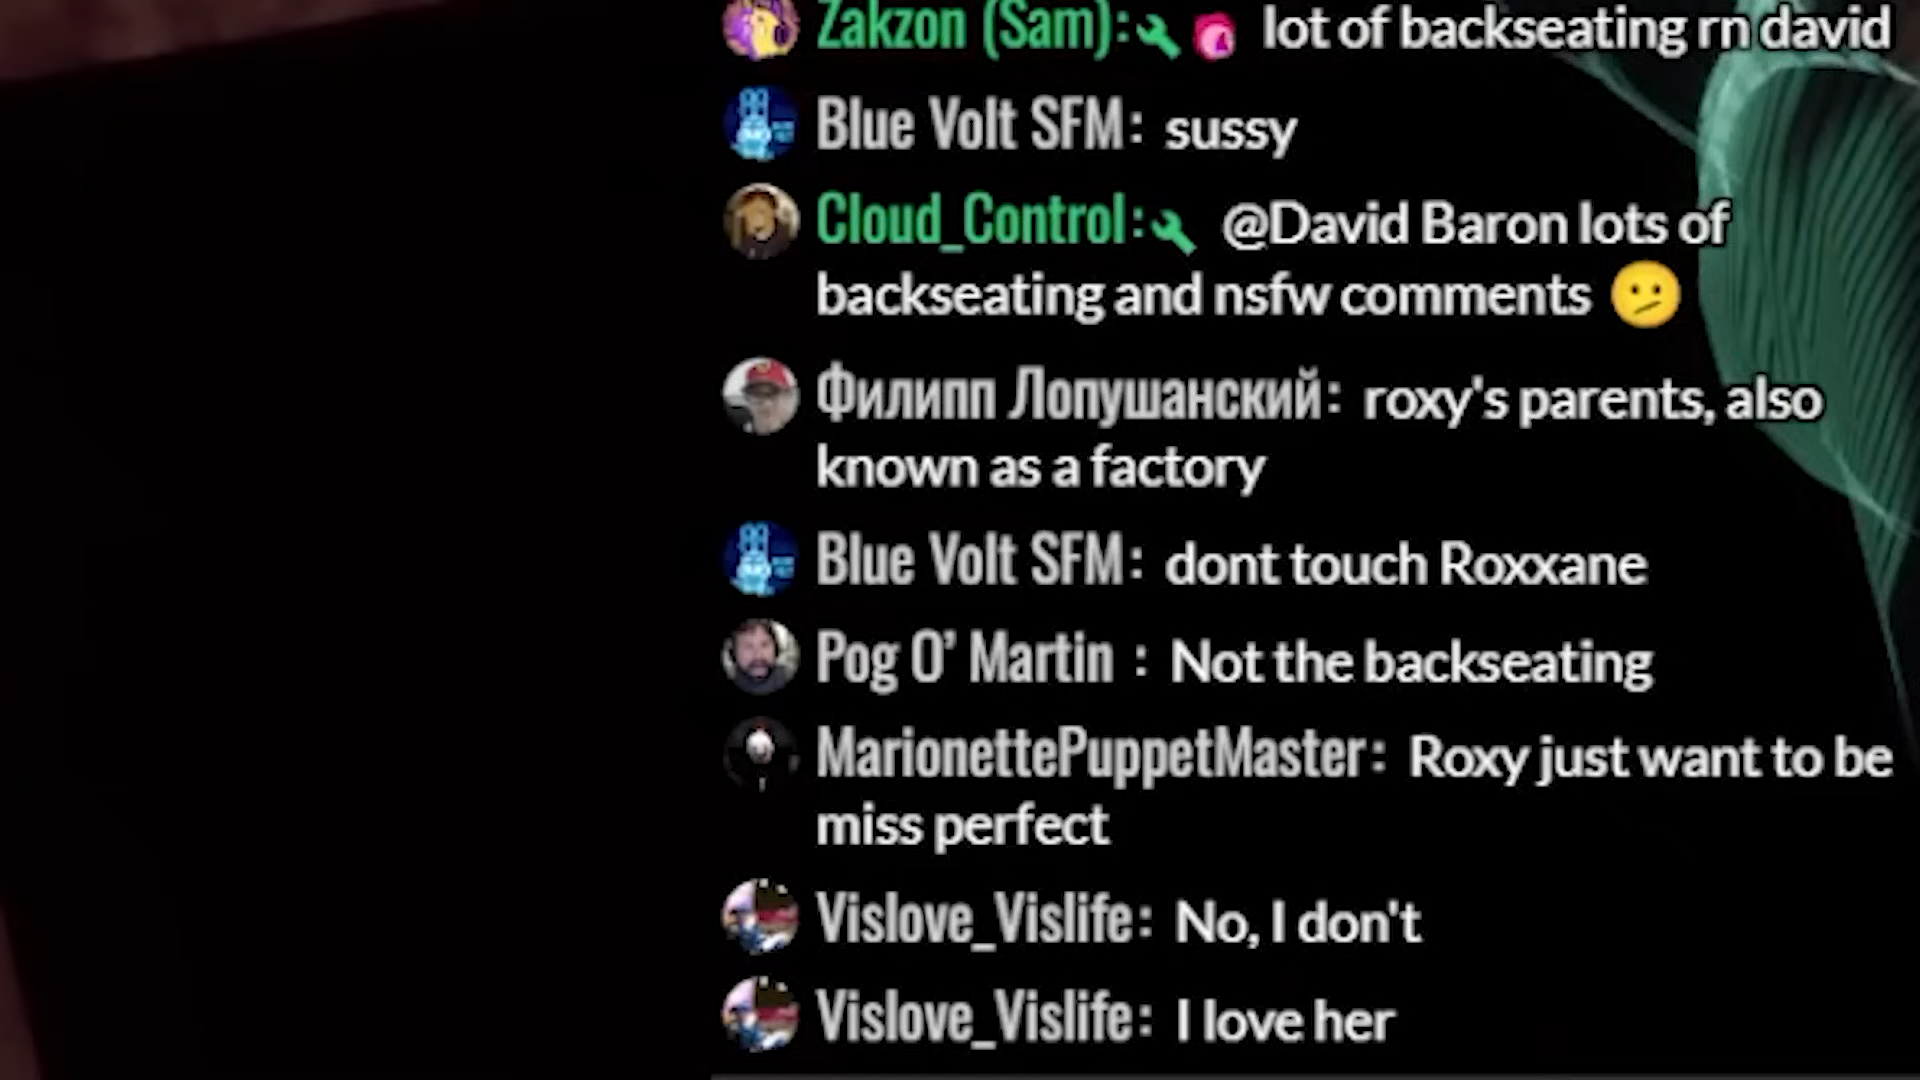 Zakzon (Sam): lot of backseating rn david
Blue Volt SFM: sussy
Cloud_Control: @David Baron lots of
backseating and nsfw comments 🫤
Филипп Лопушанский: roxy's parents, also
known as a factory
Blue Volt SFM: dont touch Roxxane
Pog O' Martin : Not the backseating
MarionettePuppetMaster: Roxy just want to be
miss perfect
Vislove_Vislife: No, I don't
Vislove_Vislife: I love her